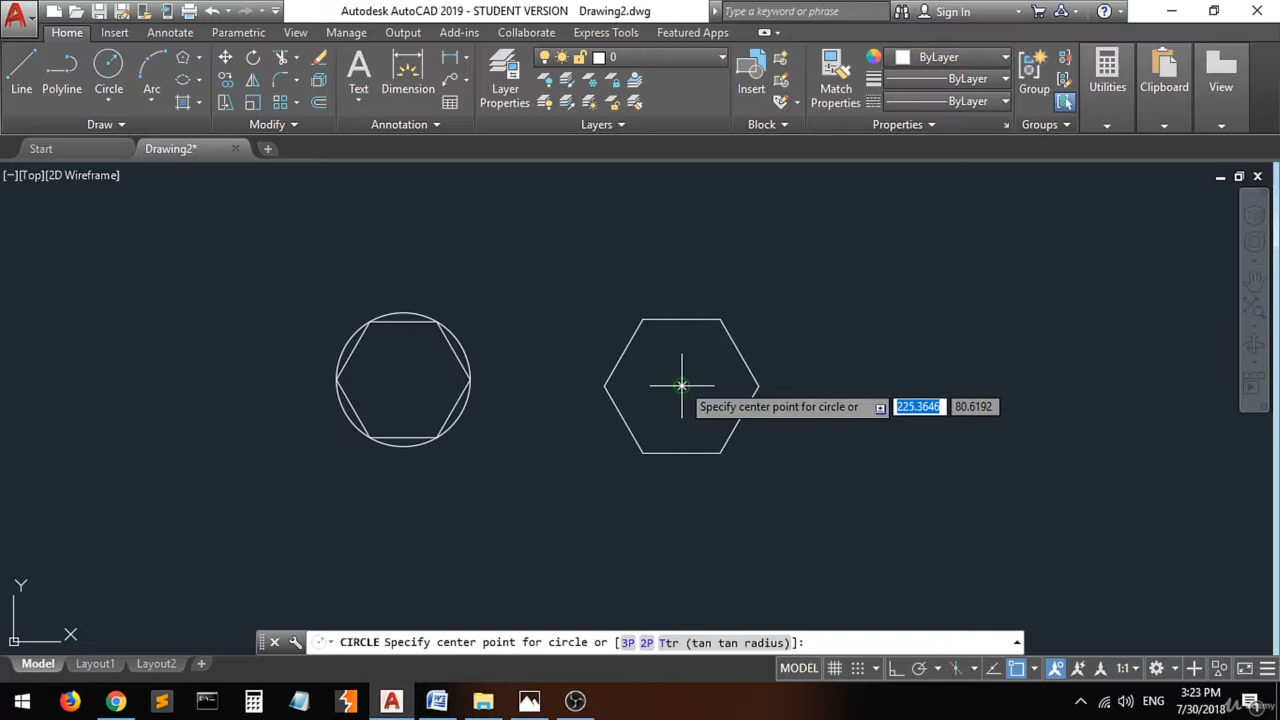 A Autodesk AutoCAD 2019 - STUDENT VERSION Drawing2.dwg Type a keyword or phrase Sign In ?
Home Insert Annotate Parametric View Manage Output Add-ins Collaborate Express Tools Featured Apps
Line Polyline Circle Arc
Text Dimension
Layer Properties
0
Insert
Match Properties
ByLayer
ByLayer
ByLayer
Group
Utilities
Clipboard
View
Draw Modify Annotation Layers Block Properties Groups
Start Drawing2*
[−][Top][2D Wireframe]
Specify center point for circle or 225.3646 80.6192
Y
X
CIRCLE Specify center point for circle or [3P 2P Ttr (tan tan radius)]:
Model Layout1 Layout2 + MODEL 1:1
ENG
3:23 PM
7/30/2018
Udemy